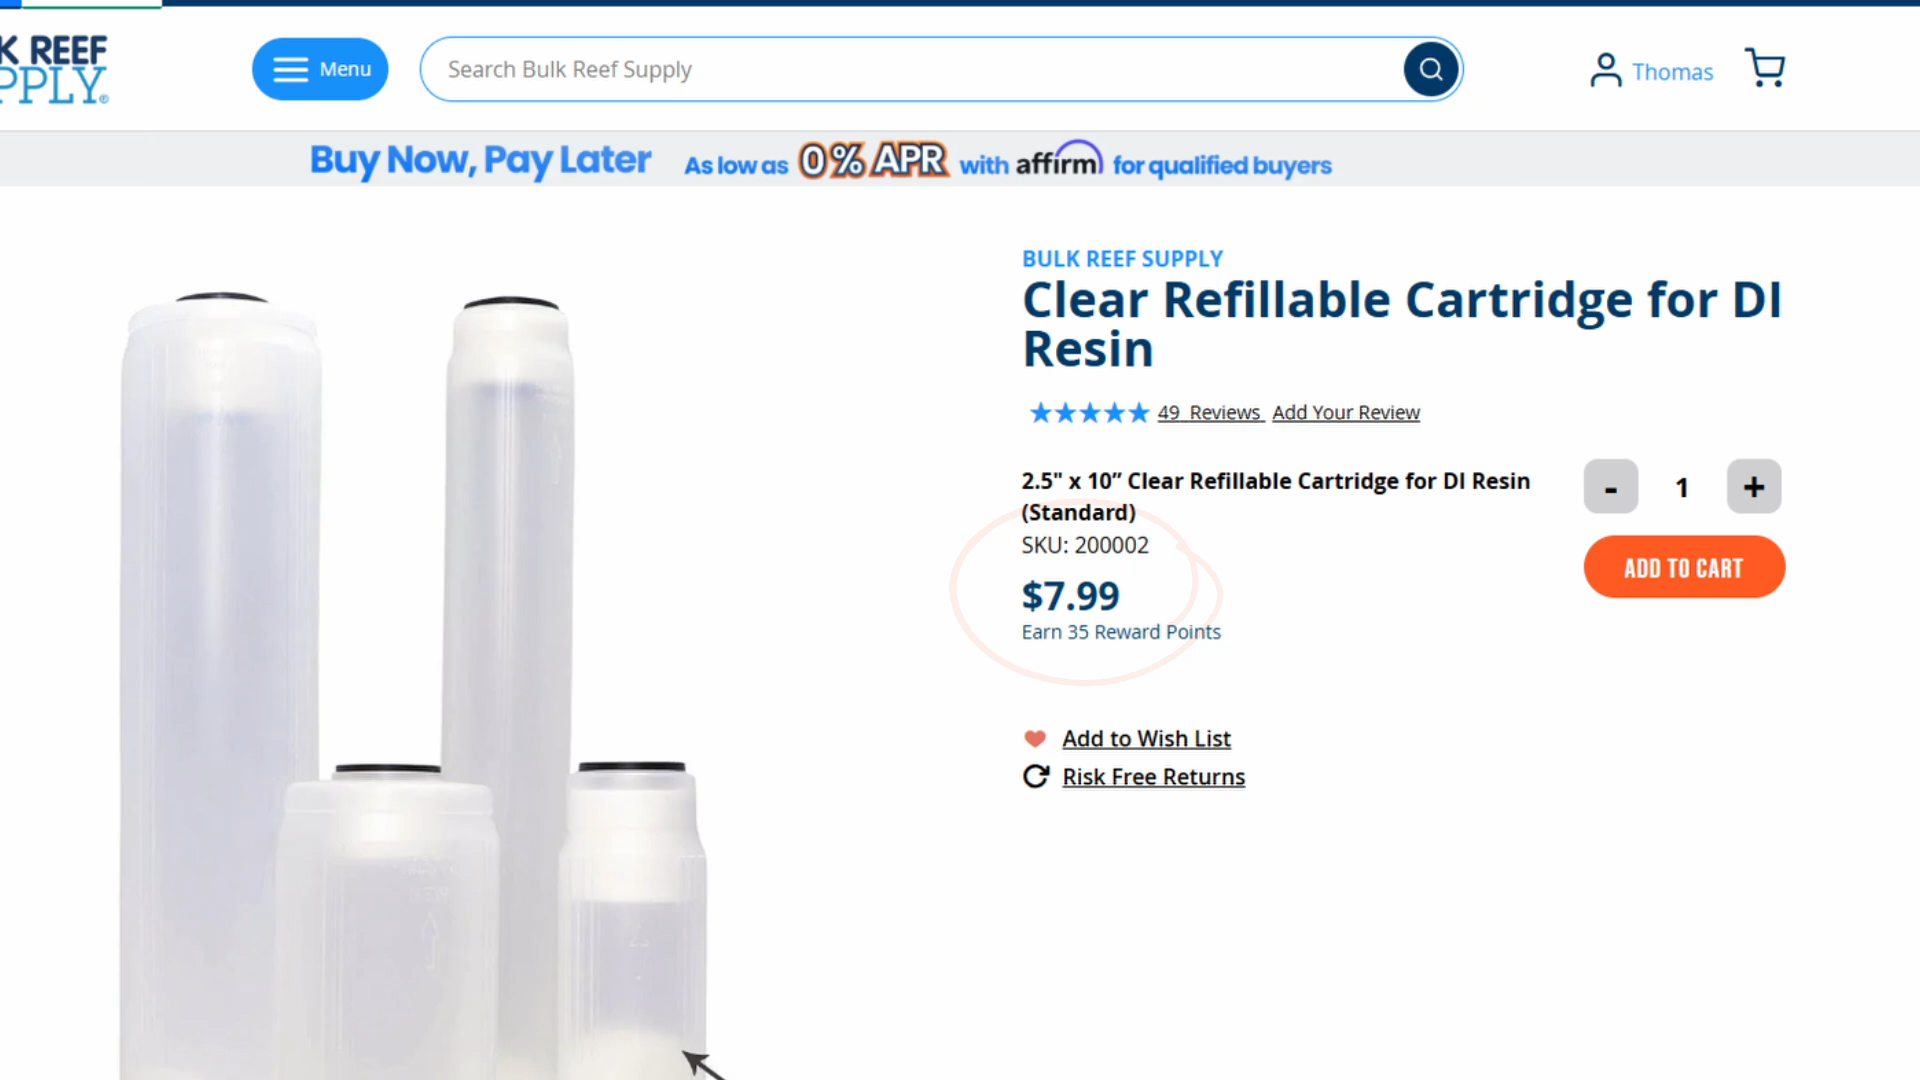 K REEF
PPLY®
Menu
Search Bulk Reef Supply
Thomas
Buy Now, Pay Later As low as 0% APR with affirm for qualified buyers
BULK REEF SUPPLY
Clear Refillable Cartridge for DI
Resin
49 Reviews Add Your Review
2.5" x 10” Clear Refillable Cartridge for DI Resin
(Standard)
SKU: 200002
$7.99
Earn 35 Reward Points
- 1 +
ADD TO CART
Add to Wish List
Risk Free Returns